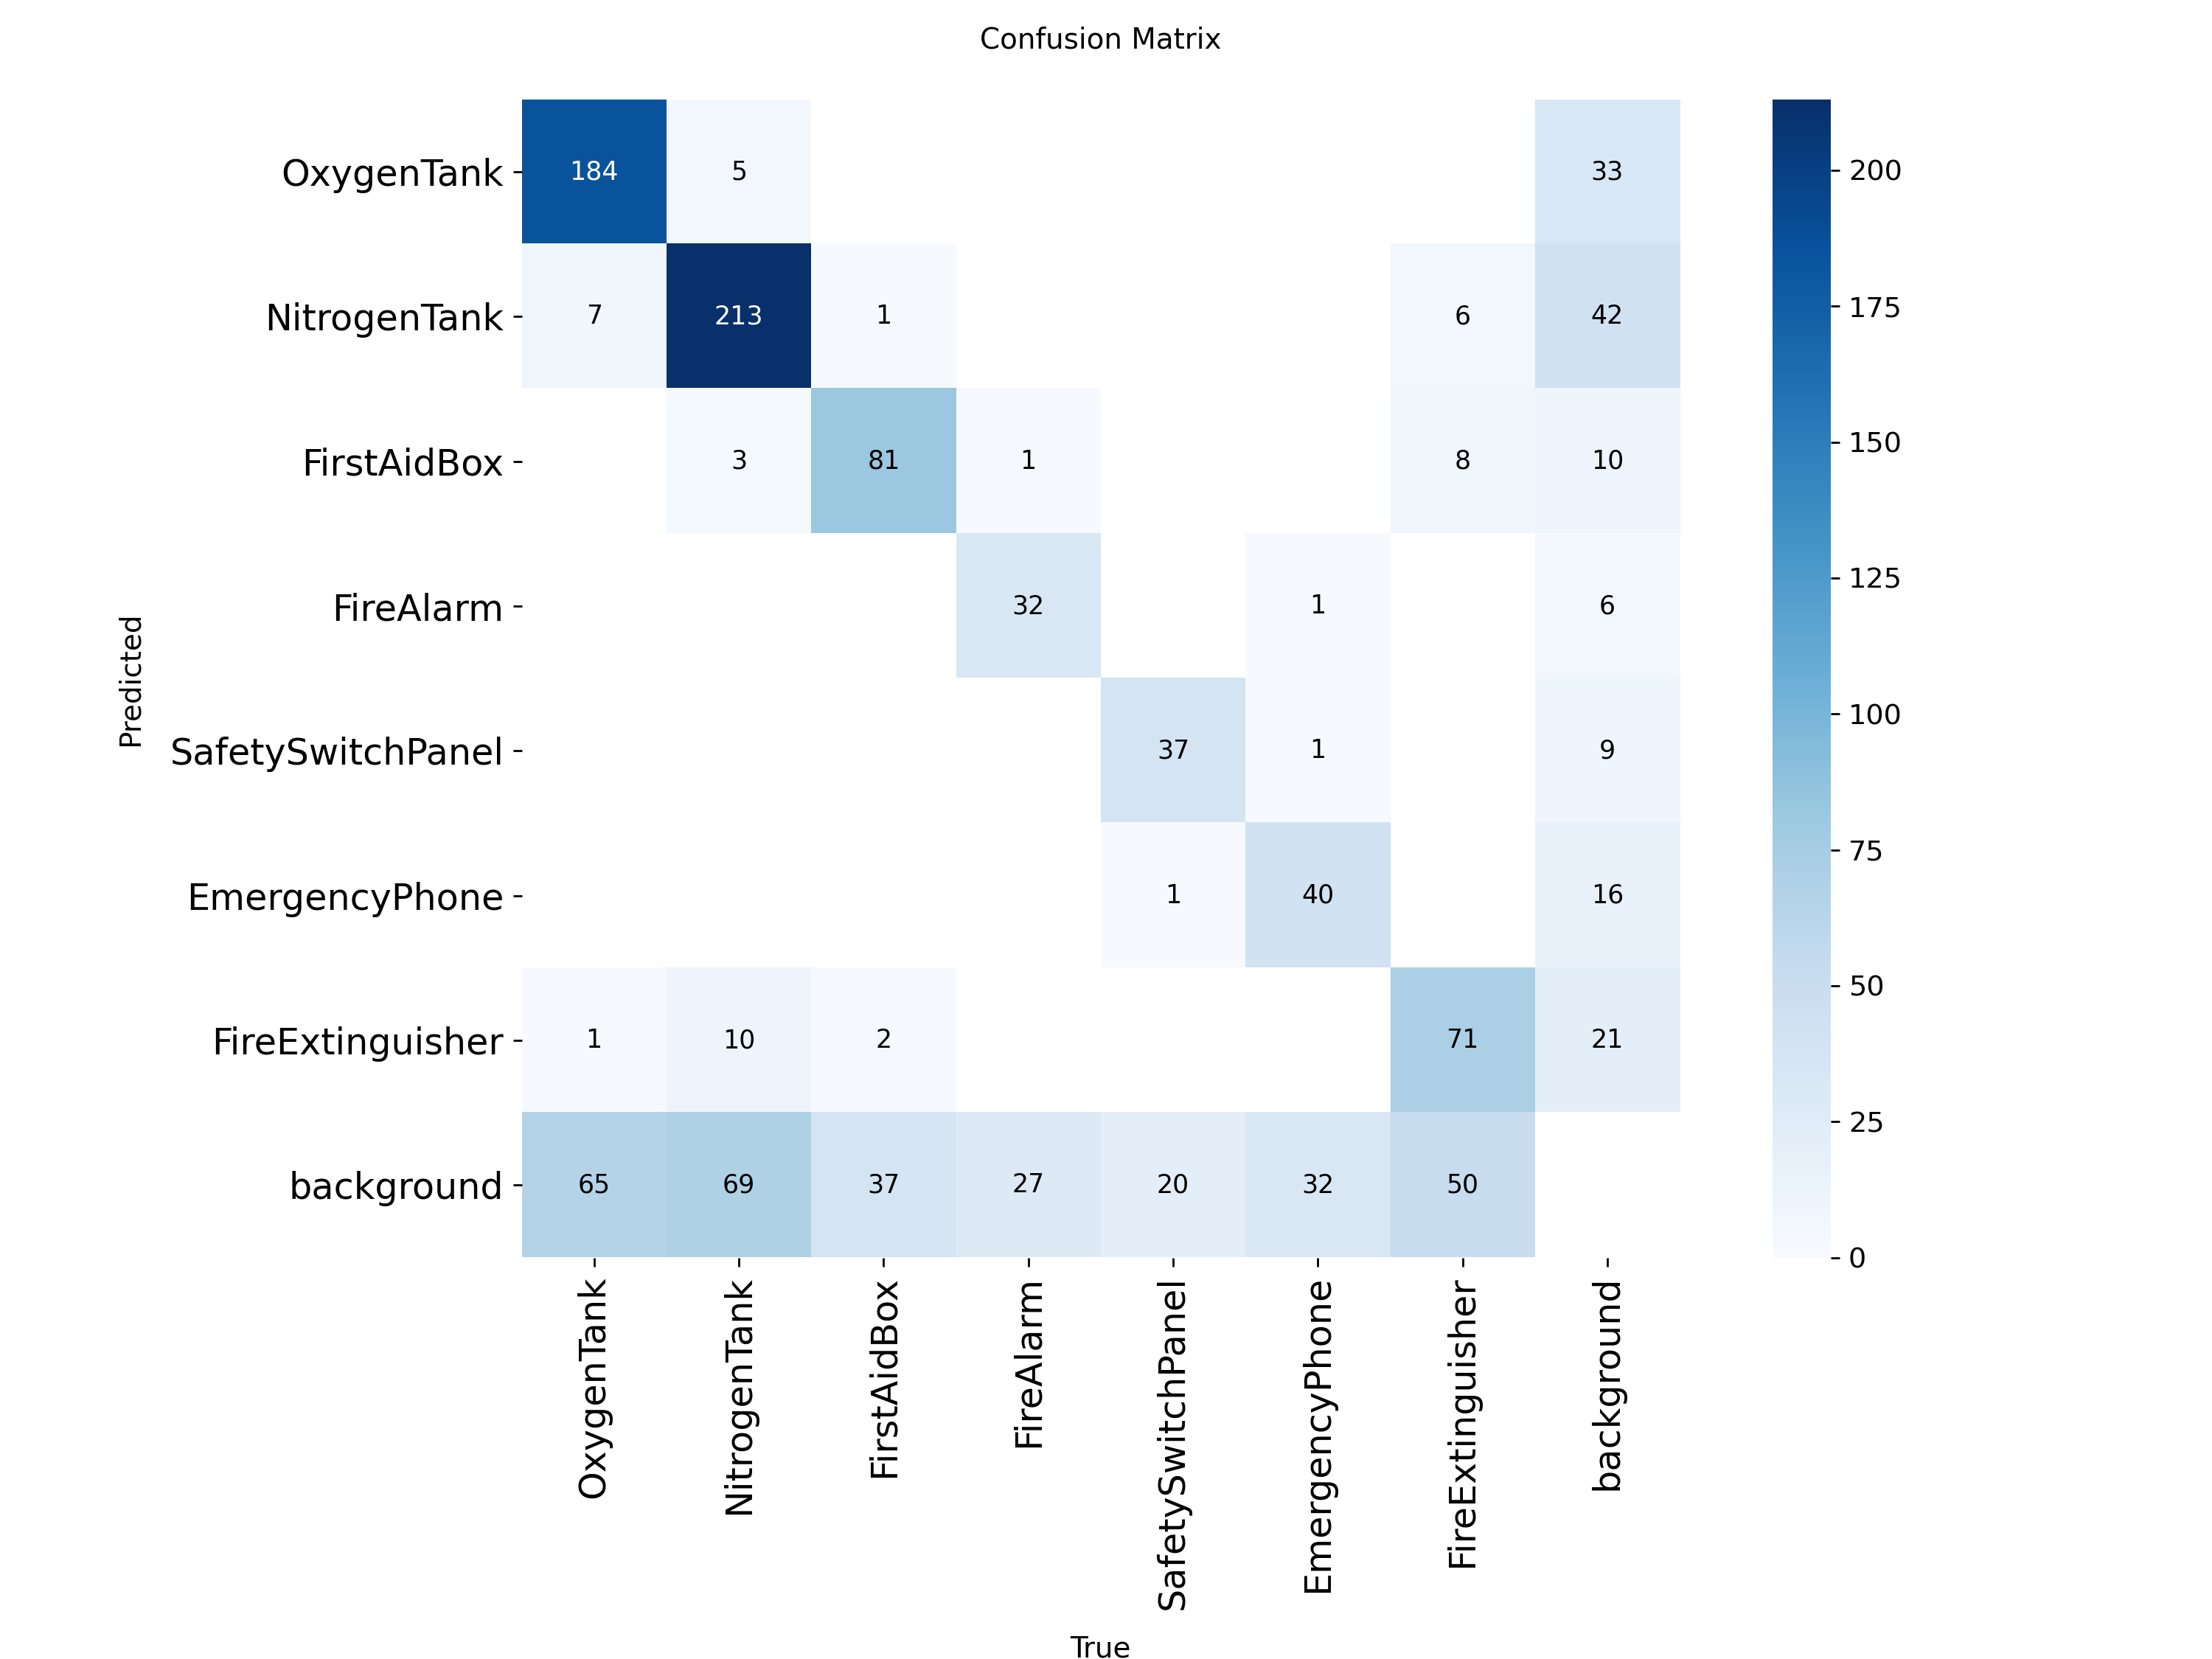 Confusion Matrix
OxygenTank 184 5 33
NitrogenTank 7 213 1 6 42
FirstAidBox 3 81 1 8 10
FireAlarm 32 1 6
SafetySwitchPanel 37 1 9
EmergencyPhone 1 40 16
FireExtinguisher 1 10 2 71 21
background 65 69 37 27 20 32 50
Predicted
OxygenTank
NitrogenTank
FirstAidBox
FireAlarm
SafetySwitchPanel
EmergencyPhone
FireExtinguisher
background
True
200
175
150
125
100
75
50
25
0